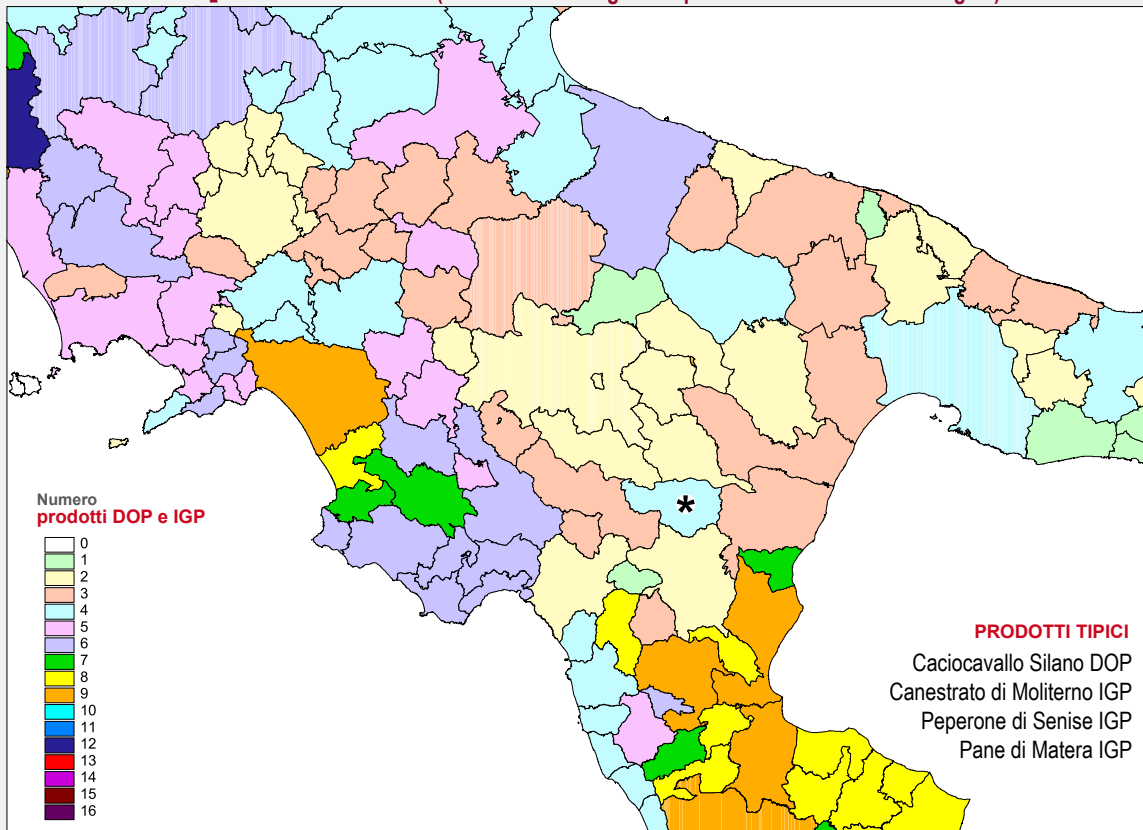 Numero
prodotti DOP e IGP
0
1
2
3
4
5
6
7
8
9
10
11
12
13
14
15
16
*
PRODOTTI TIPICI
Caciocavallo Silano DOP
Canestrato di Moliterno IGP
Peperone di Senise IGP
Pane di Matera IGP